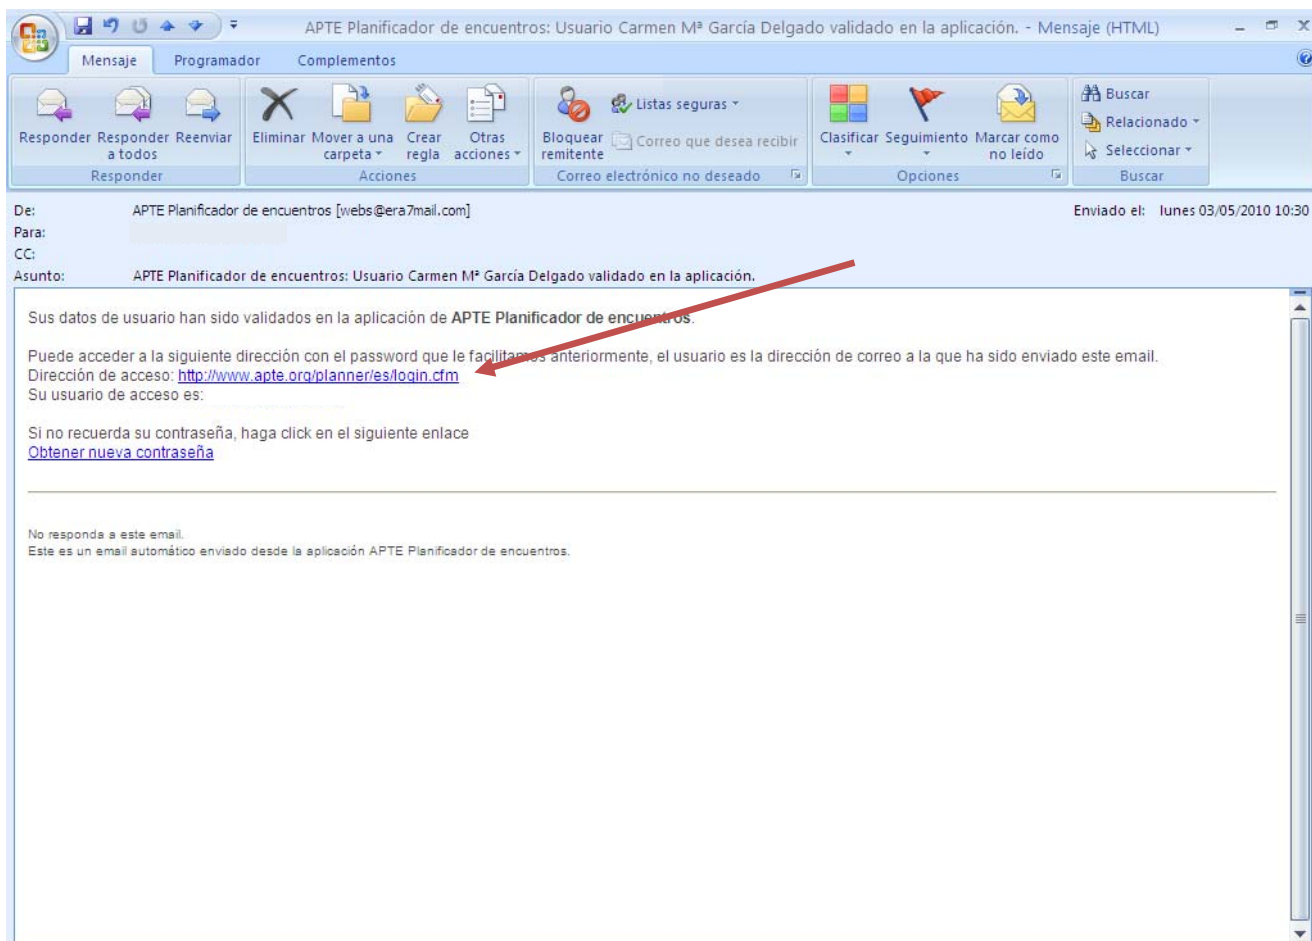 APTE Planificador de encuentros: Usuario Carmen Mª García Delgado validado en la aplicación. - Mensaje (HTML)
Mensaje Programador Complementos
Responder Responder a todos Reenviar
Responder
Eliminar Mover a una carpeta Crear regla Otras acciones
Acciones
Bloquear remitente Listas seguras Correo que desea recibir
Correo electrónico no deseado
Clasificar Seguimiento Marcar como no leído
Opciones
Buscar
Relacionado
Seleccionar
Buscar
De: APTE Planificador de encuentros [webs@era7mail.com] Enviado el: lunes 03/05/2010 10:30
Para:
CC:
Asunto: APTE Planificador de encuentros: Usuario Carmen Mª García Delgado validado en la aplicación.
Sus datos de usuario han sido validados en la aplicación de APTE Planificador de encuentros.
Puede acceder a la siguiente dirección con el password que le facilitamos anteriormente, el usuario es la dirección de correo a la que ha sido enviado este email.
Dirección de acceso: http://www.apte.org/planner/es/login.cfm
Su usuario de acceso es:
Si no recuerda su contraseña, haga click en el siguiente enlace
Obtener nueva contraseña
No responda a este email.
Este es un email automático enviado desde la aplicación APTE Planificador de encuentros.